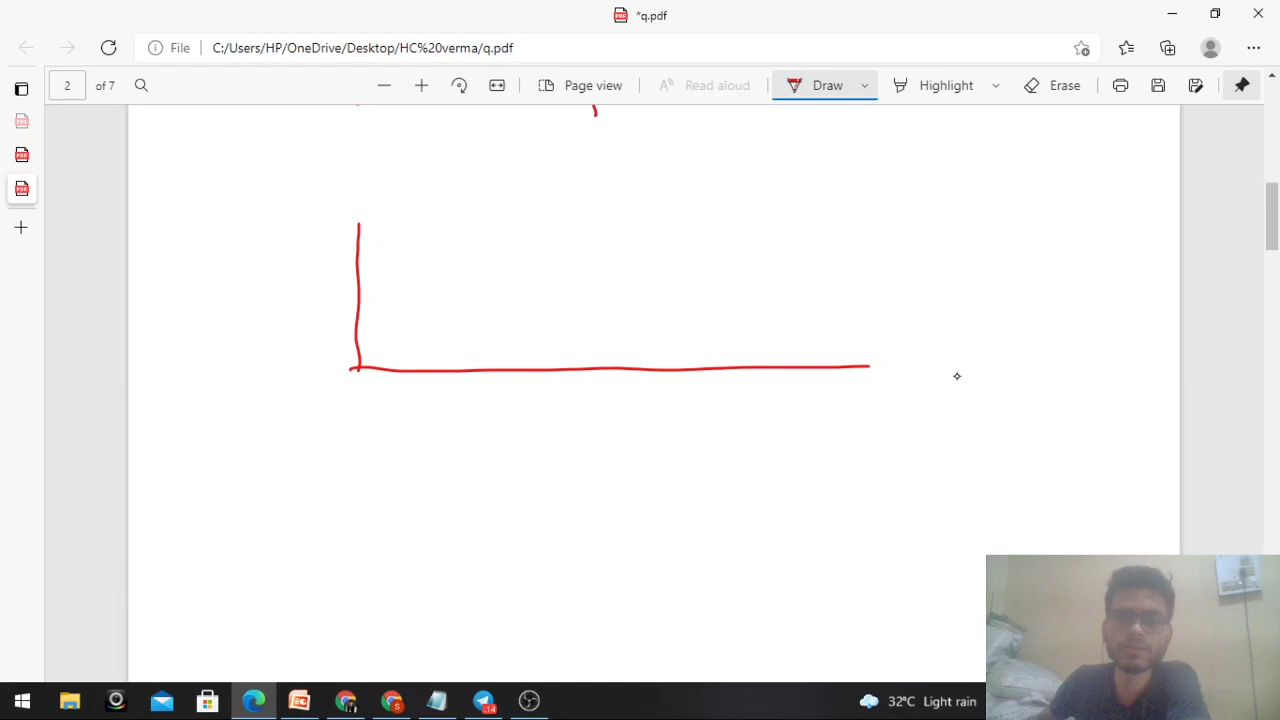 *q.pdf
File C:/Users/HP/OneDrive/Desktop/HC%20verma/q.pdf
2 of 7 Page view Read aloud Draw Highlight Erase
32°C Light rain